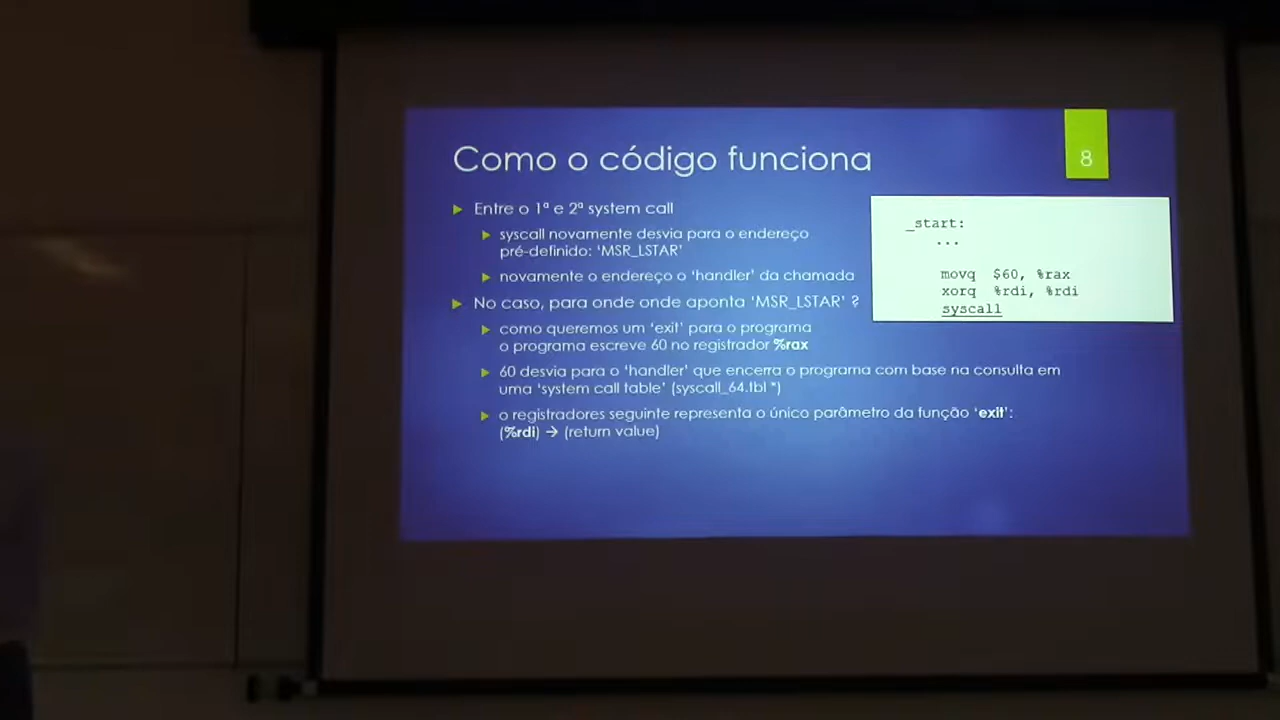 Como o código funciona
8
Entre o 1ª e 2ª system call
syscall novamente desvia para o endereço
pré-definido: ‘MSR_LSTAR’
novamente o endereço o ‘handler’ da chamada
No caso, para onde onde aponta ‘MSR_LSTAR’ ?
como queremos um ‘exit’ para o programa
o programa escreve 60 no registrador %rax
60 desvia para o ‘handler’ que encerra o programa com base na consulta em
uma ‘system call table’ (syscall_64.tbl *)
o registradores seguinte representa o único parâmetro da função ‘exit’:
(%rdi) → (return value)
_start:
...
movq $60, %rax
xorq %rdi, %rdi
syscall